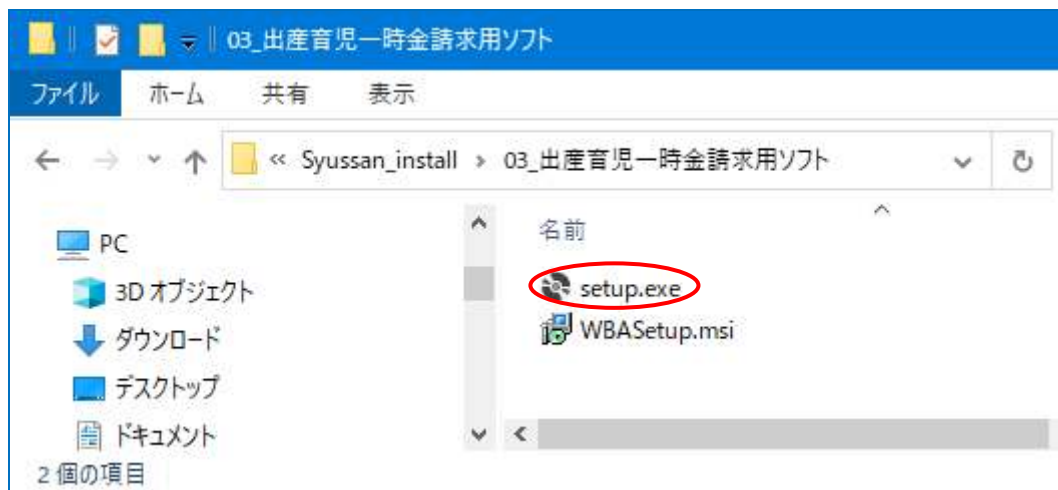 03_出産育児一時金請求用ソフト
ファイル ホーム 共有 表示
« Syussan_install › 03_出産育児一時金請求用ソフト
PC
3D オブジェクト
ダウンロード
デスクトップ
ドキュメント
名前
setup.exe
WBASetup.msi
2 個の項目